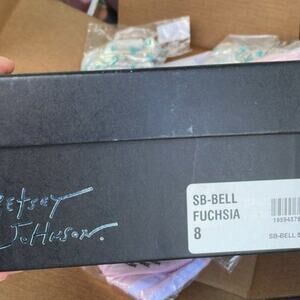 Betsey
Johnson.
SB-BELL
FUCHSIA
8
SB-BELL S